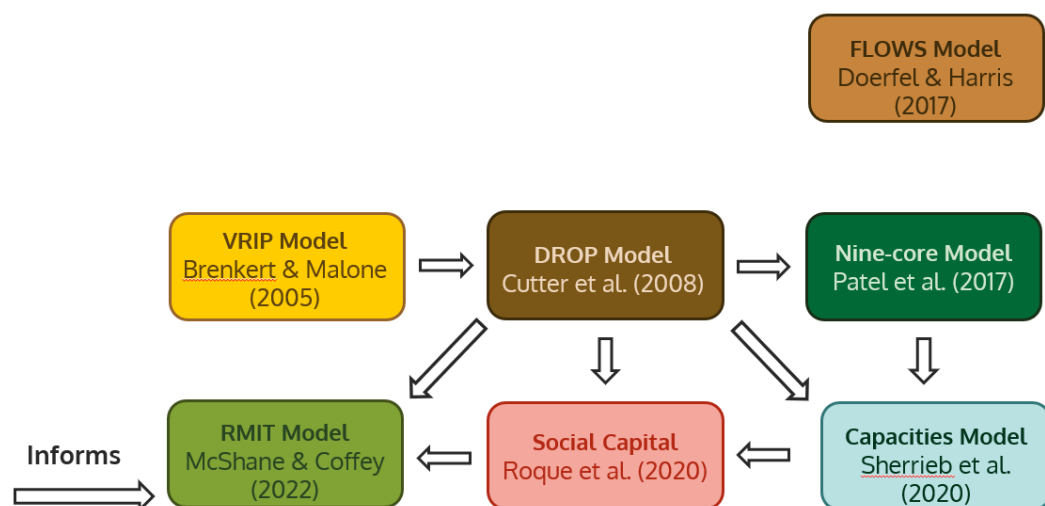 FLOWS Model
Doerfel & Harris
(2017)
VRIP Model
Brenkert & Malone
(2005)
DROP Model
Cutter et al. (2008)
Nine-core Model
Patel et al. (2017)
Informs
RMIT Model
McShane & Coffey
(2022)
Social Capital
Roque et al. (2020)
Capacities Model
Sherrieb et al.
(2020)